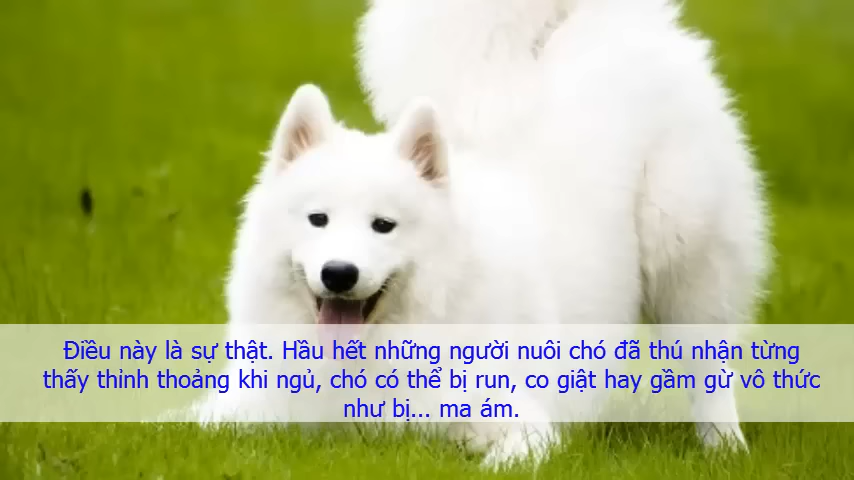 Điều này là sự thật. Hầu hết những người nuôi chó đã thú nhận từng
thấy thỉnh thoảng khi ngủ, chó có thể bị run, co giật hay gầm gừ vô thức
như bị... ma ám.